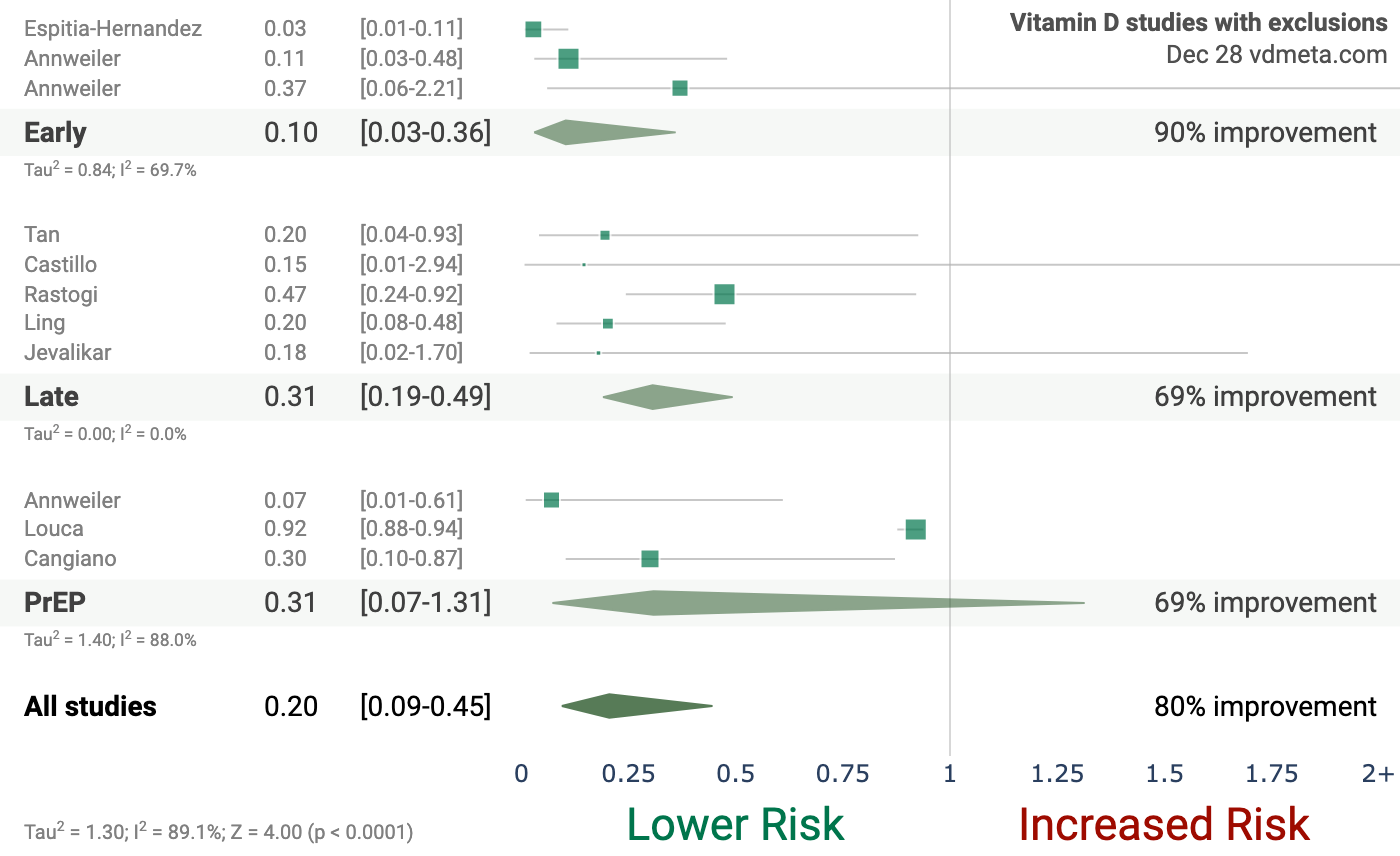 Vitamin D studies with exclusions
Dec 28 vdmeta.com
Espitia-Hernandez 0.03 [0.01-0.11]
Annweiler 0.11 [0.03-0.48]
Annweiler 0.37 [0.06-2.21]
Early 0.10 [0.03-0.36] 90% improvement
Tau² = 0.84; I² = 69.7%
Tan 0.20 [0.04-0.93]
Castillo 0.15 [0.01-2.94]
Rastogi 0.47 [0.24-0.92]
Ling 0.20 [0.08-0.48]
Jevalikar 0.18 [0.02-1.70]
Late 0.31 [0.19-0.49] 69% improvement
Tau² = 0.00; I² = 0.0%
Annweiler 0.07 [0.01-0.61]
Louca 0.92 [0.88-0.94]
Cangiano 0.30 [0.10-0.87]
PrEP 0.31 [0.07-1.31] 69% improvement
Tau² = 1.40; I² = 88.0%
All studies 0.20 [0.09-0.45] 80% improvement
0 0.25 0.5 0.75 1 1.25 1.5 1.75 2+
Tau² = 1.30; I² = 89.1%; Z = 4.00 (p < 0.0001) Lower Risk Increased Risk